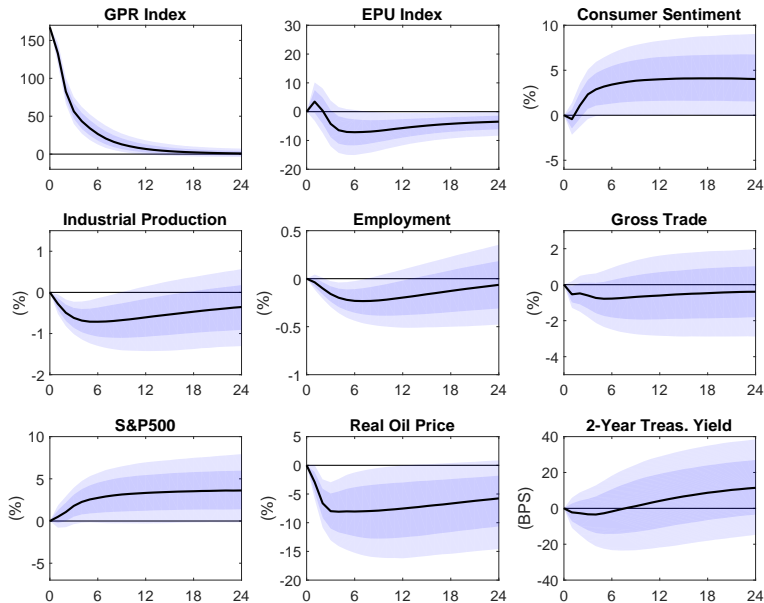 GPR Index
150
100
50
0
0 6 12 18 24
EPU Index
30
20
10
0
-10
-20
0 6 12 18 24
Consumer Sentiment
(%)
10
5
0
-5
0 6 12 18 24
Industrial Production
(%)
1
0
-1
-2
0 6 12 18 24
Employment
(%)
0.5
0
-0.5
-1
0 6 12 18 24
Gross Trade
(%)
2
0
-2
-4
0 6 12 18 24
S&P500
(%)
10
5
0
-5
0 6 12 18 24
Real Oil Price
(%)
5
0
-5
-10
-15
-20
0 6 12 18 24
2-Year Treas. Yield
(BPS)
40
20
0
-20
-40
0 6 12 18 24